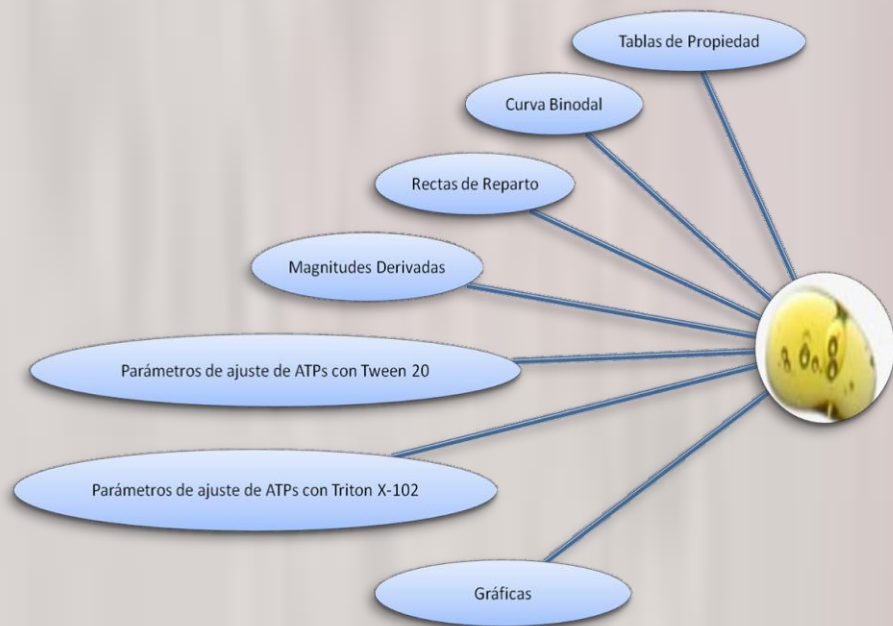 Tablas de Propiedad
Curva Binodal
Rectas de Reparto
Magnitudes Derivadas
Parámetros de ajuste de ATPs con Tween 20
Parámetros de ajuste de ATPs con Triton X-102
Gráficas